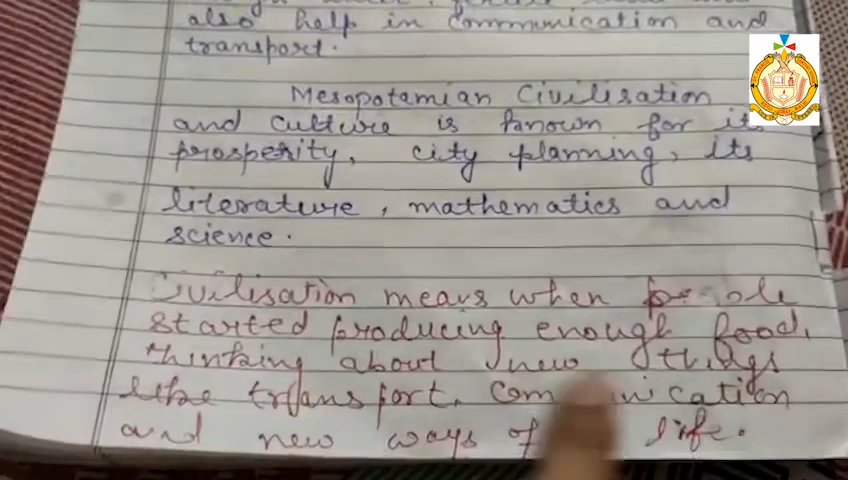 also help in communication and
transport.
Mesopotamian Civilisation
and culture is known for its
prosperity, city planning, its
literature, mathematics and
science.
Civilisation means when people
started producing enough food,
thinking about new things
like transport, communication
and new ways of life.